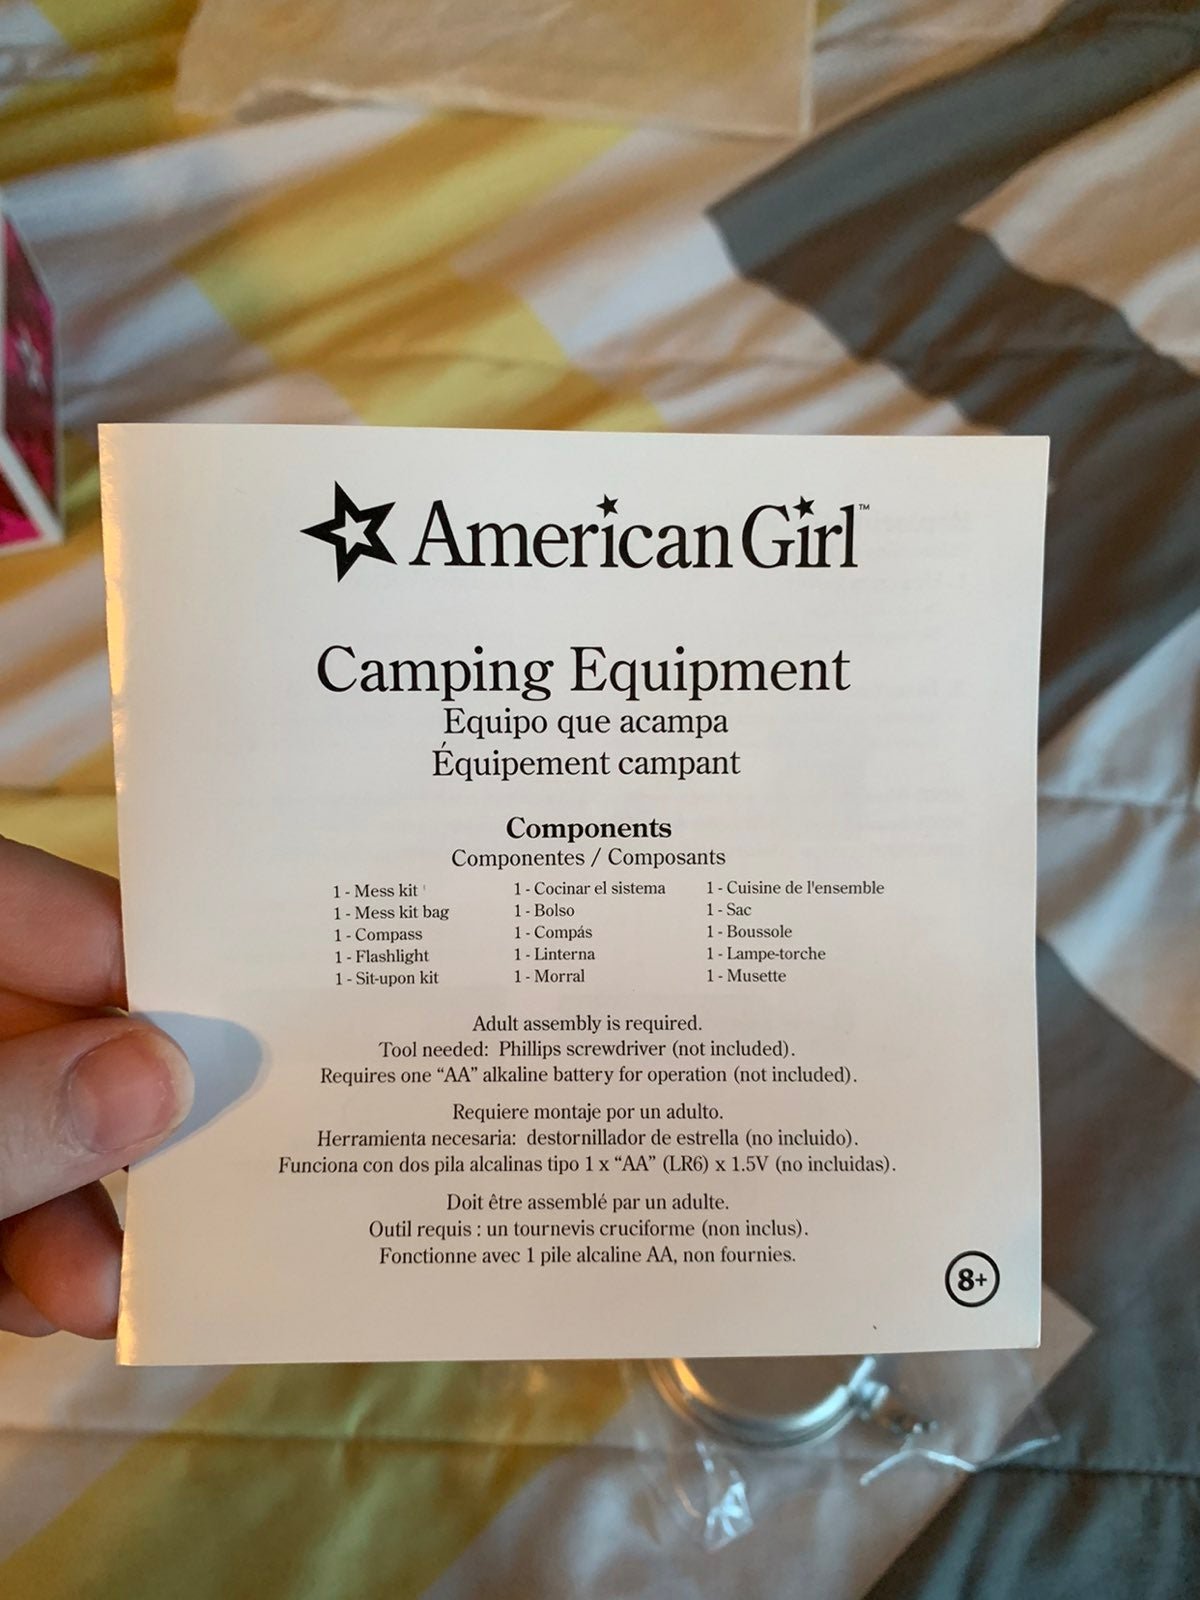 American Girl™
Camping Equipment
Equipo que acampa
Équipement campant
Components
Componentes / Composants
1 - Mess kit
1 - Mess kit bag
1 - Compass
1 - Flashlight
1 - Sit-upon kit
1 - Cocinar el sistema
1 - Bolso
1 - Compás
1 - Linterna
1 - Morral
1 - Cuisine de l'ensemble
1 - Sac
1 - Boussole
1 - Lampe-torche
1 - Musette
Adult assembly is required.
Tool needed: Phillips screwdriver (not included).
Requires one “AA” alkaline battery for operation (not included).
Requiere montaje por un adulto.
Herramienta necesaria: destornillador de estrella (no incluido).
Funciona con dos pila alcalinas tipo 1 x “AA” (LR6) x 1.5V (no incluidas).
Doit être assemblé par un adulte.
Outil requis : un tournevis cruciforme (non inclus).
Fonctionne avec 1 pile alcaline AA, non fournies.
8+